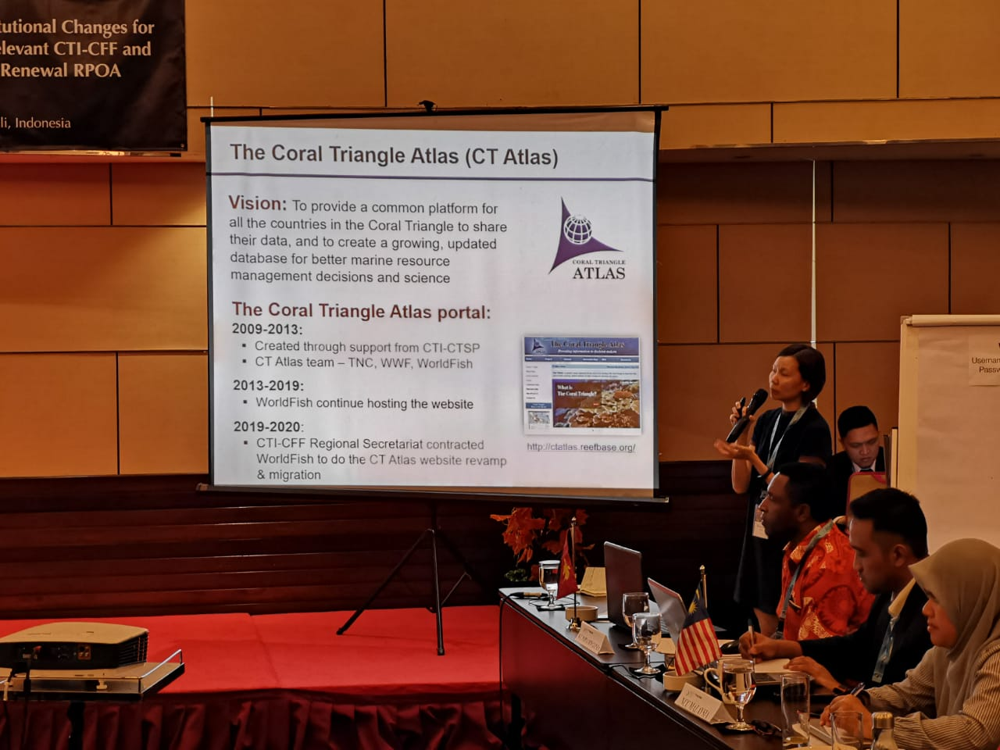 tutional Changes for
elevant CTI-CFF and
Renewal RPOA
li, Indonesia
The Coral Triangle Atlas (CT Atlas)
Vision: To provide a common platform for
all the countries in the Coral Triangle to share
their data, and to create a growing, updated
database for better marine resource
management decisions and science
CORAL TRIANGLE
ATLAS
The Coral Triangle Atlas portal:
2009-2013:
▪ Created through support from CTI-CTSP
▪ CT Atlas team – TNC, WWF, WorldFish
2013-2019:
▪ WorldFish continue hosting the website
2019-2020:
▪ CTI-CFF Regional Secretariat contracted
WorldFish to do the CT Atlas website revamp
& migration
The Coral Triangle Atlas
Providing information to decision makers
What is
The Coral Triangle?
http://ctatlas.reefbase.org/
Usernam
Passw